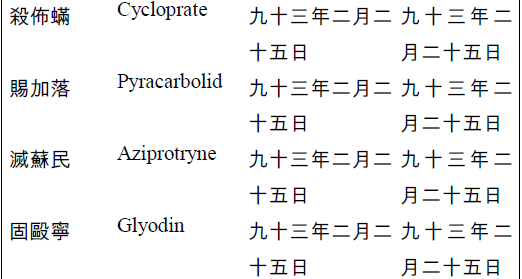 殺佈蟎 Cycloprate 九十三年二月二 九十三年二
十五日 月二十五日
賜加落 Pyracarbolid 九十三年二月二 九十三年二
十五日 月二十五日
滅蘇民 Aziprotryne 九十三年二月二 九十三年二
十五日 月二十五日
固毆寧 Glyodin 九十三年二月二 九十三年二
十五日 月二十五日